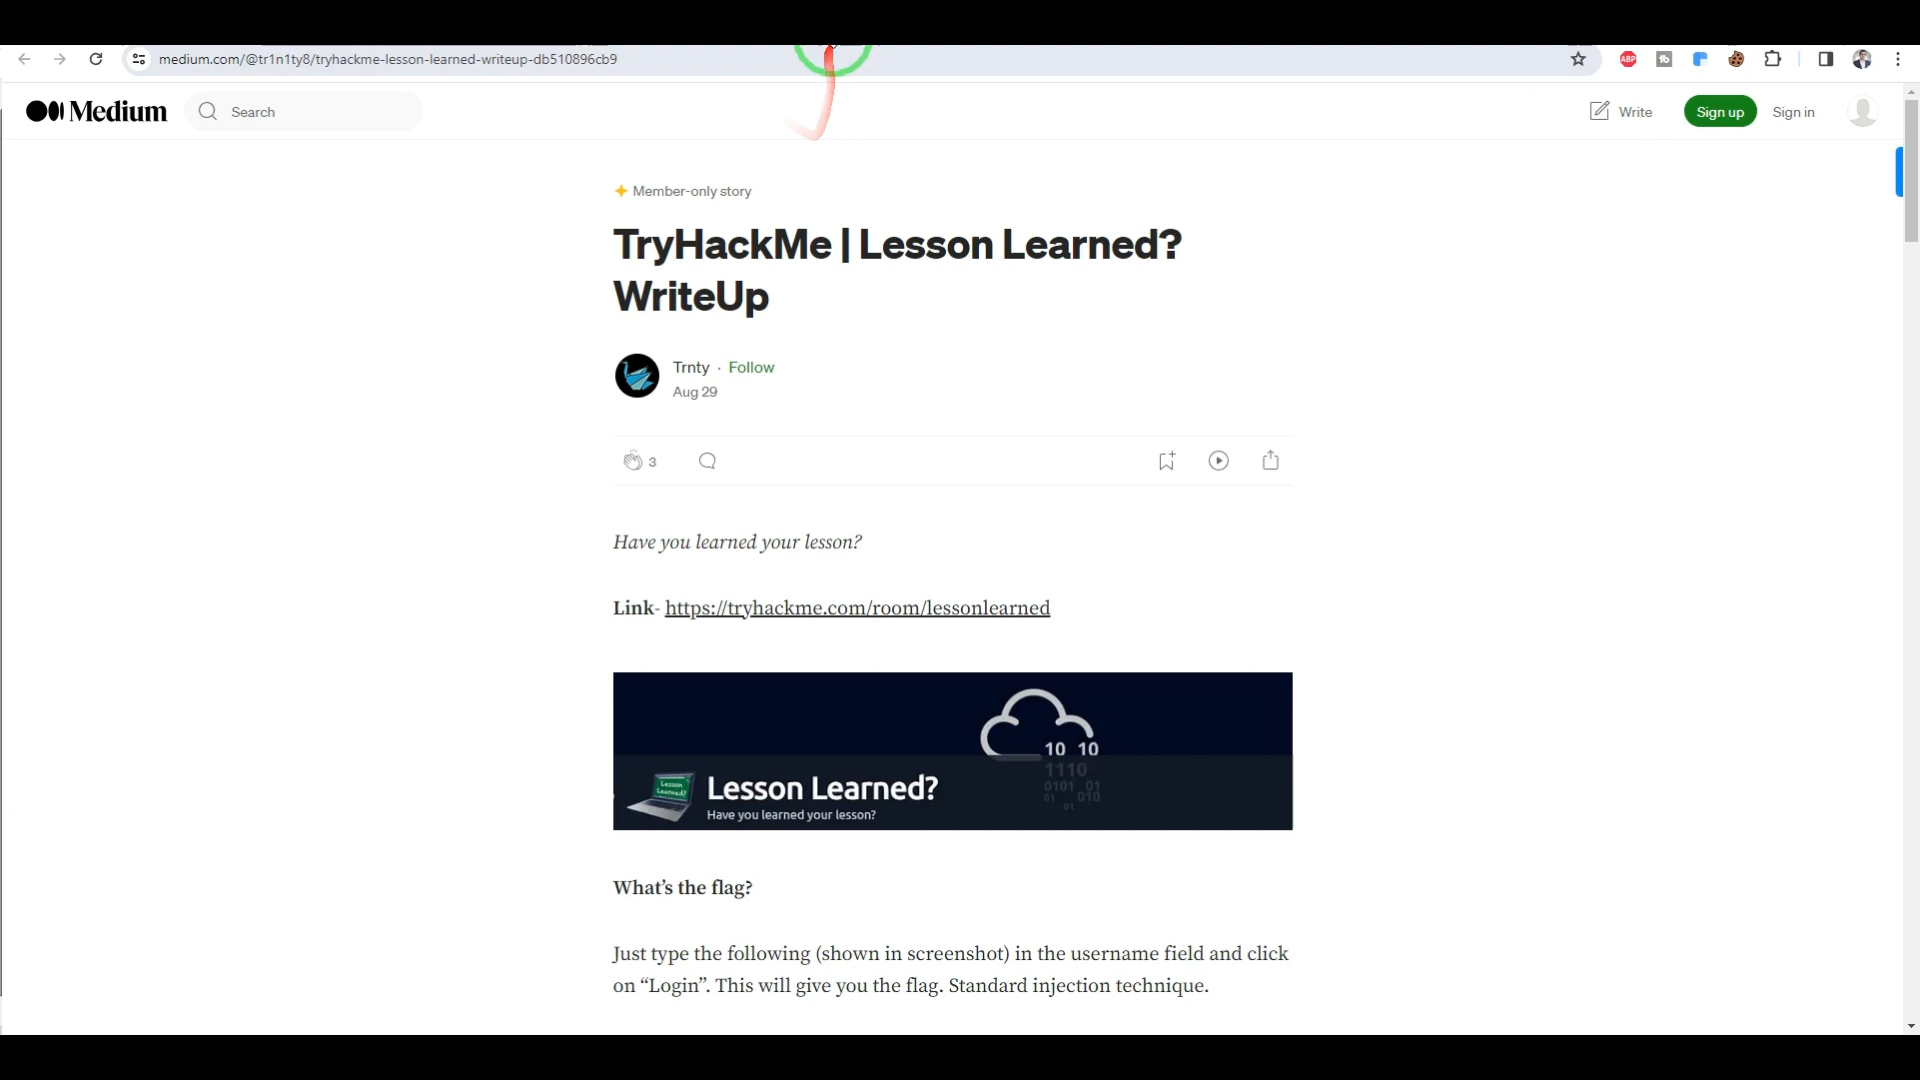 medium.com/@tr1n1ty8/tryhackme-lesson-learned-writeup-db510896cb9
ABP
Medium
Search
Write
Sign up
Sign in
Member-only story
TryHackMe | Lesson Learned?
WriteUp
Trnty · Follow
Aug 29
3
Have you learned your lesson?
Link- https://tryhackme.com/room/lessonlearned
10 10
1110
0101 01
01 010
01
Lesson Learned?
Lesson Learned?
Have you learned your lesson?
What's the flag?
Just type the following (shown in screenshot) in the username field and click
on “Login”. This will give you the flag. Standard injection technique.